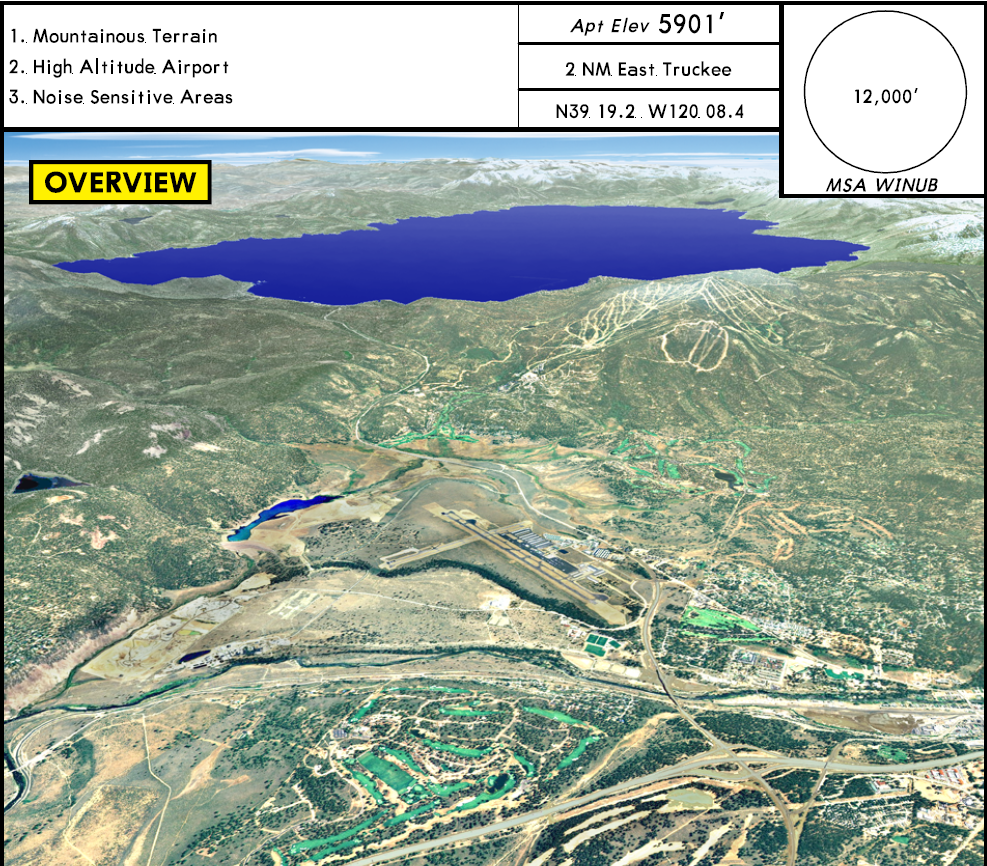 1. Mountainous Terrain
2. High Altitude Airport
3. Noise Sensitive Areas
Apt Elev 5901'
2 NM East Truckee
N39 19.2 W120 08.4
12,000'
MSA WINUB
OVERVIEW